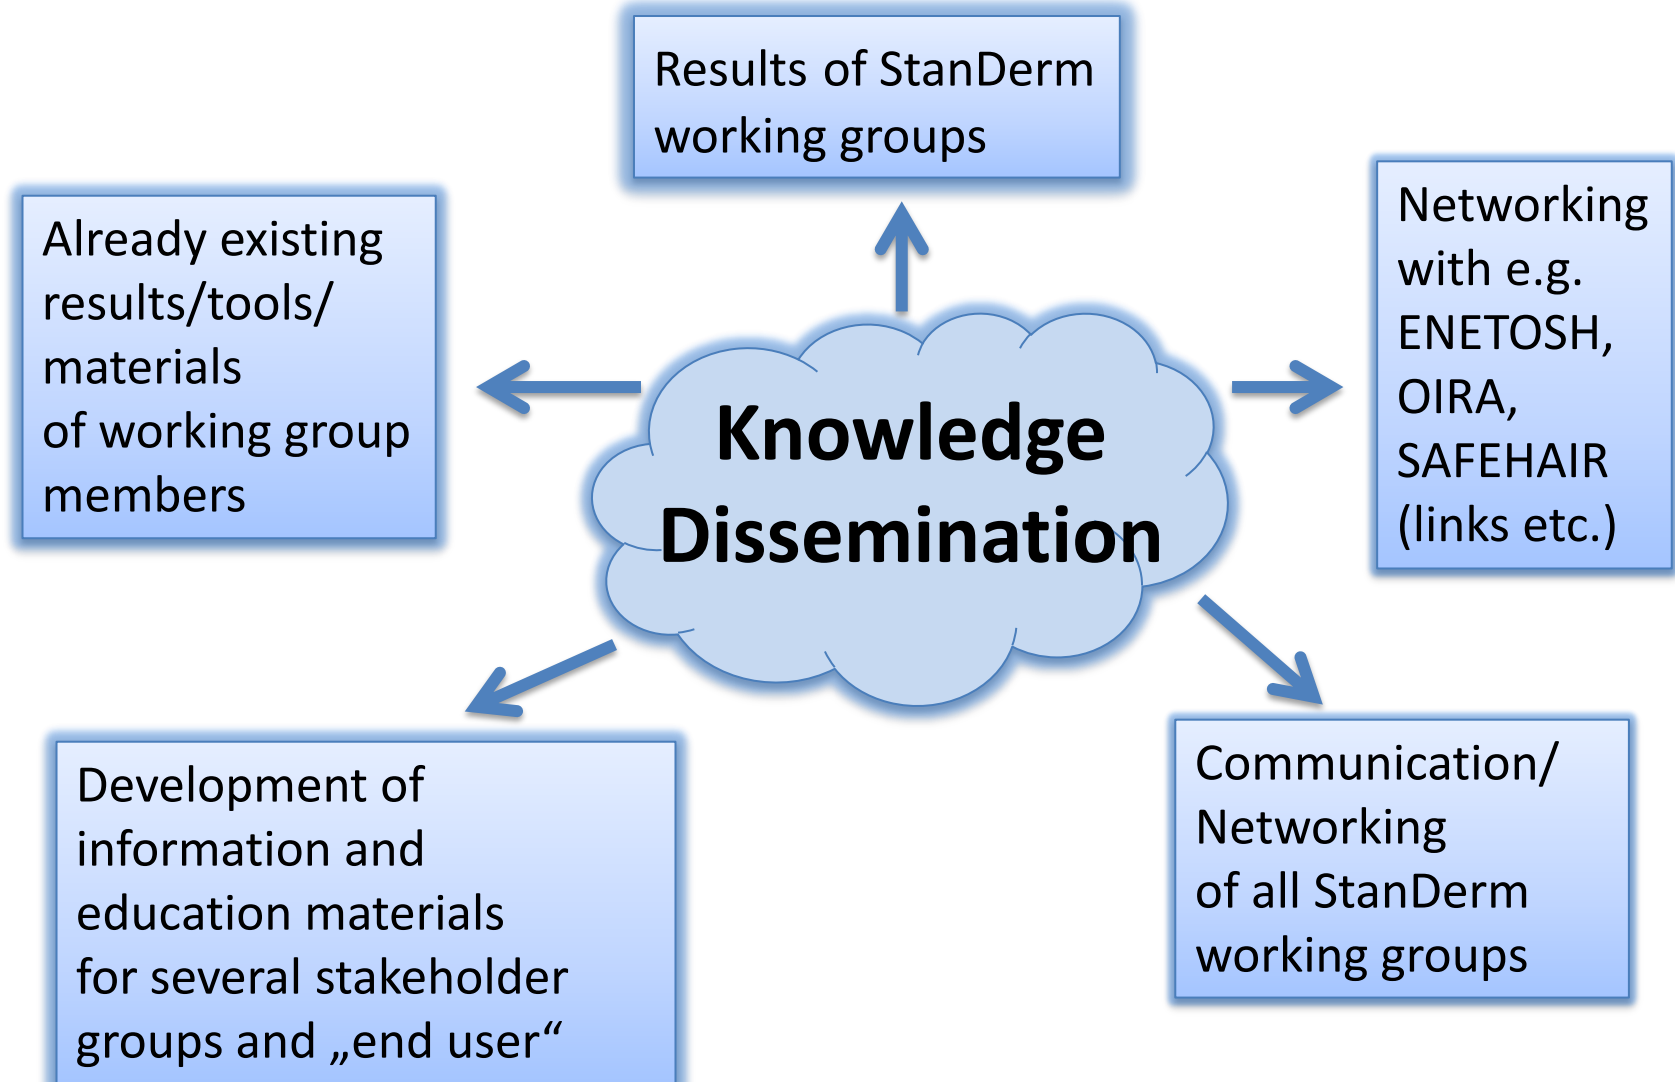 Results of StanDerm
working groups
Already existing
results/tools/
materials
of working group
members
Networking
with e.g.
ENETOSH,
OIRA,
SAFEHAIR
(links etc.)
Knowledge
Dissemination
Development of
information and
education materials
for several stakeholder
groups and „end user“
Communication/
Networking
of all StanDerm
working groups